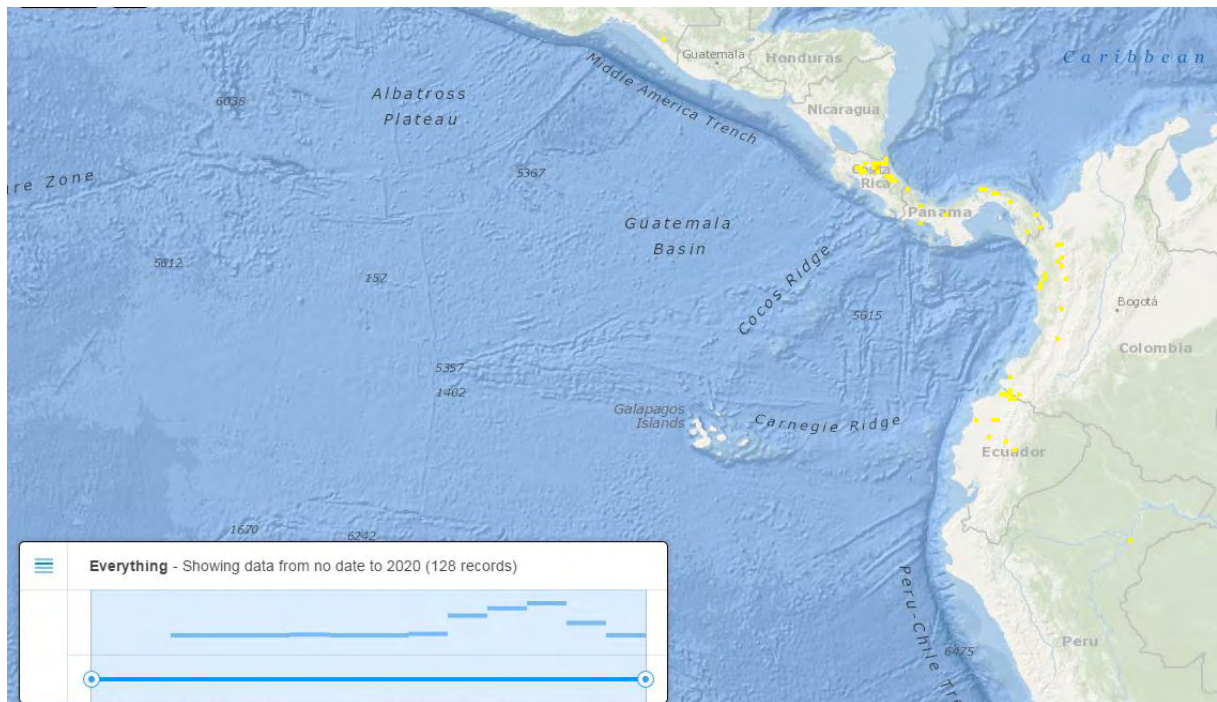 Guatemala
Honduras
Caribbean
Middle America Trench
Albatross
Plateau
6038
Nicaragua
ure Zone
5367
Costa
Rica
Panama
Guatemala
Basin
Cocos Ridge
5812
157
5615
Bogotá
Colombia
5357
1402
Galapagos
Islands
Carnegie Ridge
Ecuador
1670
6242
Everything - Showing data from no date to 2020 (128 records)
Peru-Chile Tre
6475
Peru